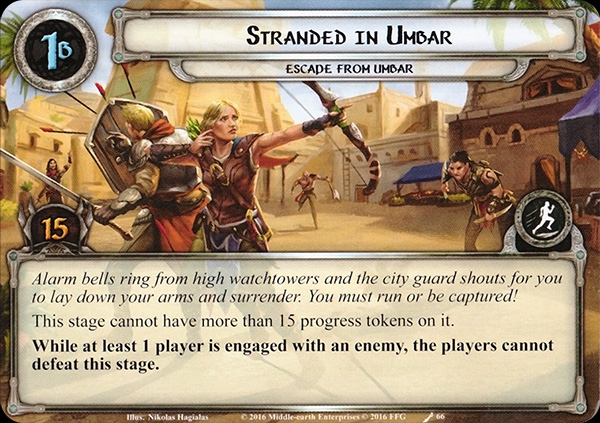 1B
STRANDED IN UMBAR
ESCAPE FROM UMBAR
15
Alarm bells ring from high watchtowers and the city guard shouts for you
to lay down your arms and surrender. You must run or be captured!
This stage cannot have more than 15 progress tokens on it.
While at least 1 player is engaged with an enemy, the players cannot
defeat this stage.
Illus. Nikolas Hagialas © 2016 Middle-earth Enterprises © 2016 FFG 66